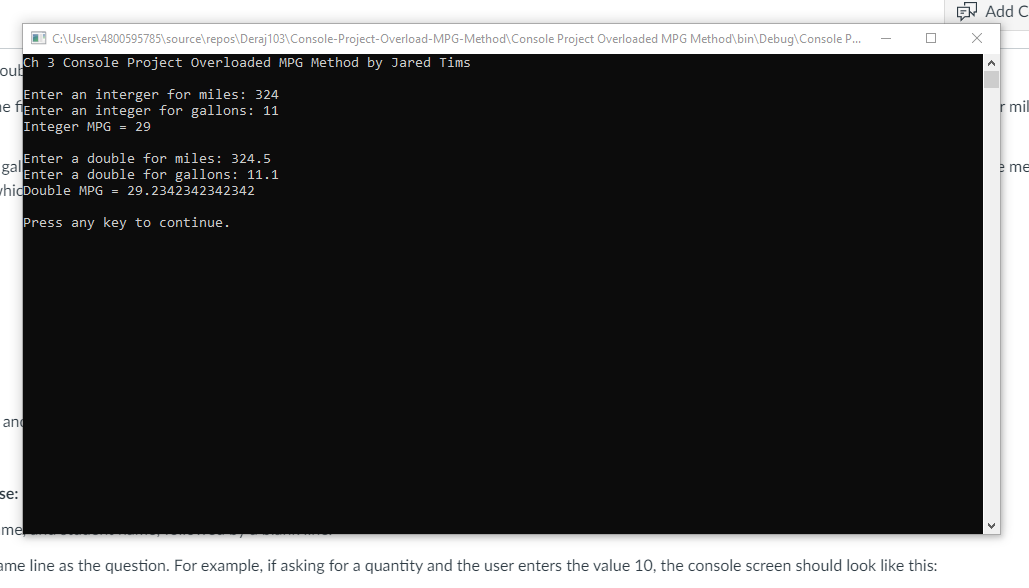 Add C
C:\Users\4800595785\source\repos\Deraj103\Console-Project-Overload-MPG-Method\Console Project Overloaded MPG Method\bin\Debug\Console P...
Ch 3 Console Project Overloaded MPG Method by Jared Tims
Enter an interger for miles: 324
Enter an integer for gallons: 11
Integer MPG = 29
Enter a double for miles: 324.5
Enter a double for gallons: 11.1
Double MPG = 29.2342342342342
Press any key to continue.
oub
e fi
r mil
gal
e me
hic
and
se:
me,
ame line as the question. For example, if asking for a quantity and the user enters the value 10, the console screen should look like this: